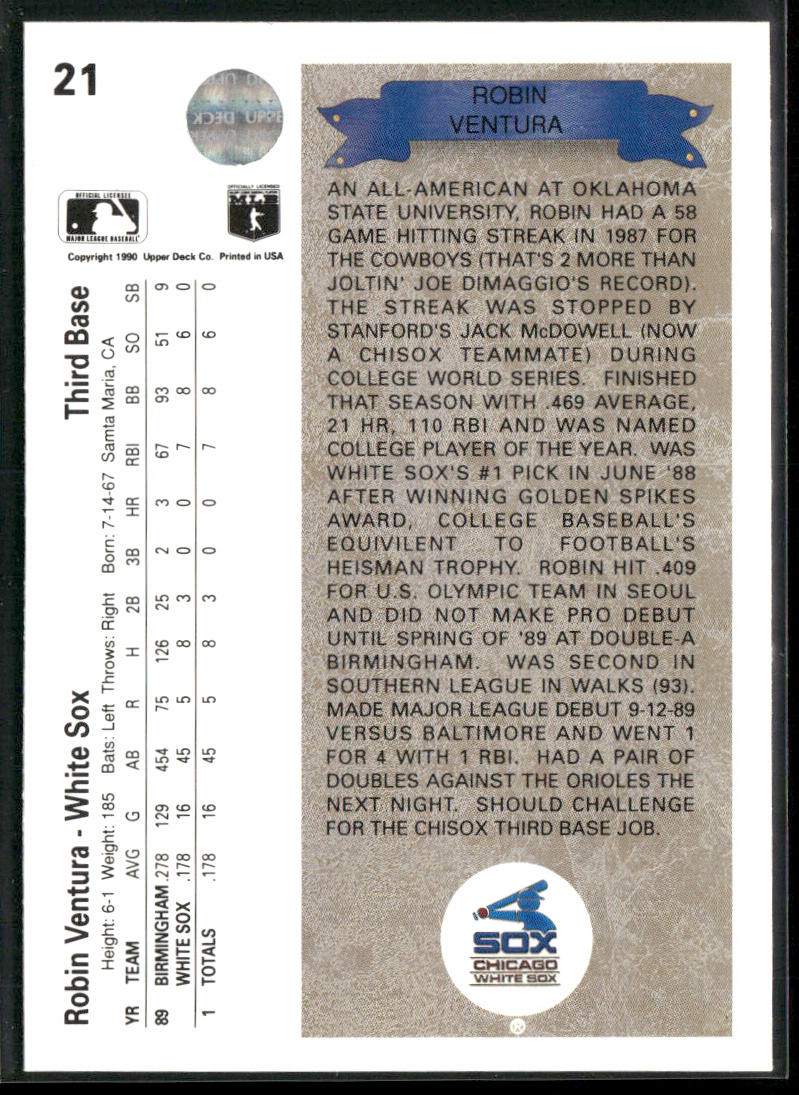 21
UPPER DECK
OFFICIAL LICENSEE
MAJOR LEAGUE BASEBALL
OFFICIALLY LICENSED
MLB
Copyright 1990 Upper Deck Co. Printed in USA
Robin Ventura - White Sox Third Base
Height: 6-1 Weight: 185 Bats: Left Throws: Right Born: 7-14-67 Samta Maria, CA
YR TEAM AVG G AB R H 2B 3B HR RBI BB SO SB
89 BIRMINGHAM .278 129 454 75 126 25 2 3 67 93 51 9
WHITE SOX .178 16 45 5 8 3 0 0 7 8 6 0
1 TOTALS .178 16 45 5 8 3 0 0 7 8 6 0
ROBIN
VENTURA
AN ALL-AMERICAN AT OKLAHOMA
STATE UNIVERSITY, ROBIN HAD A 58
GAME HITTING STREAK IN 1987 FOR
THE COWBOYS (THAT'S 2 MORE THAN
JOLTIN' JOE DIMAGGIO'S RECORD).
THE STREAK WAS STOPPED BY
STANFORD'S JACK McDOWELL (NOW
A CHISOX TEAMMATE) DURING
COLLEGE WORLD SERIES. FINISHED
THAT SEASON WITH .469 AVERAGE,
21 HR, 110 RBI AND WAS NAMED
COLLEGE PLAYER OF THE YEAR. WAS
WHITE SOX'S #1 PICK IN JUNE '88
AFTER WINNING GOLDEN SPIKES
AWARD, COLLEGE BASEBALL'S
EQUIVILENT TO FOOTBALL'S
HEISMAN TROPHY. ROBIN HIT .409
FOR U.S. OLYMPIC TEAM IN SEOUL
AND DID NOT MAKE PRO DEBUT
UNTIL SPRING OF '89 AT DOUBLE-A
BIRMINGHAM. WAS SECOND IN
SOUTHERN LEAGUE IN WALKS (93).
MADE MAJOR LEAGUE DEBUT 9-12-89
VERSUS BALTIMORE AND WENT 1
FOR 4 WITH 1 RBI. HAD A PAIR OF
DOUBLES AGAINST THE ORIOLES THE
NEXT NIGHT. SHOULD CHALLENGE
FOR THE CHISOX THIRD BASE JOB.
SOX
CHICAGO
WHITE SOX
®